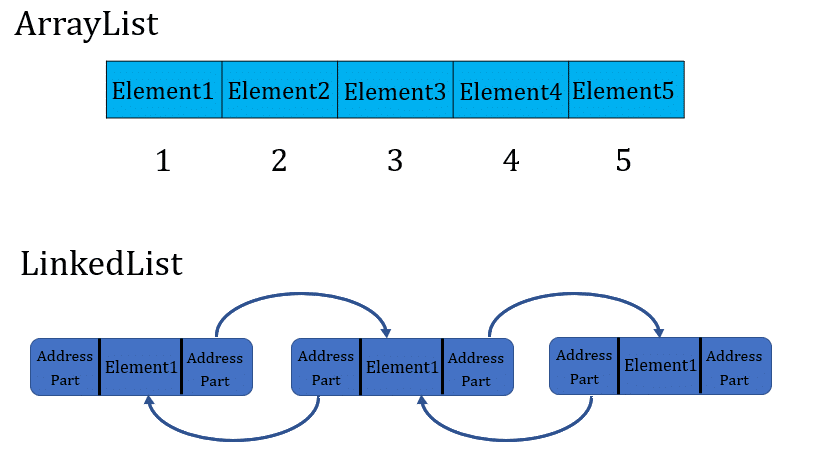 ArrayList
Element1 Element2 Element3 Element4 Element5
1 2 3 4 5
LinkedList
Address Part Element1 Address Part
Address Part Element1 Address Part
Address Part Element1 Address Part